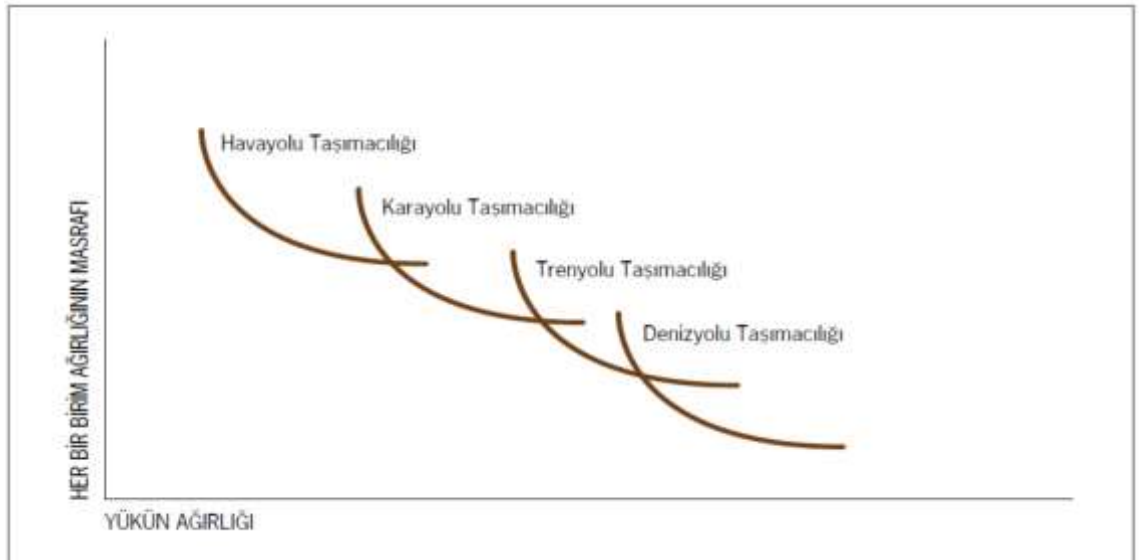 Havayolu Taşımacılığı
Karayolu Taşımacılığı
Trenyolu Taşımacılığı
Denizyolu Taşımacılığı
HER BİR BİRİM AĞIRLIĞININ MASRAFI
YÜKÜN AĞIRLIĞI